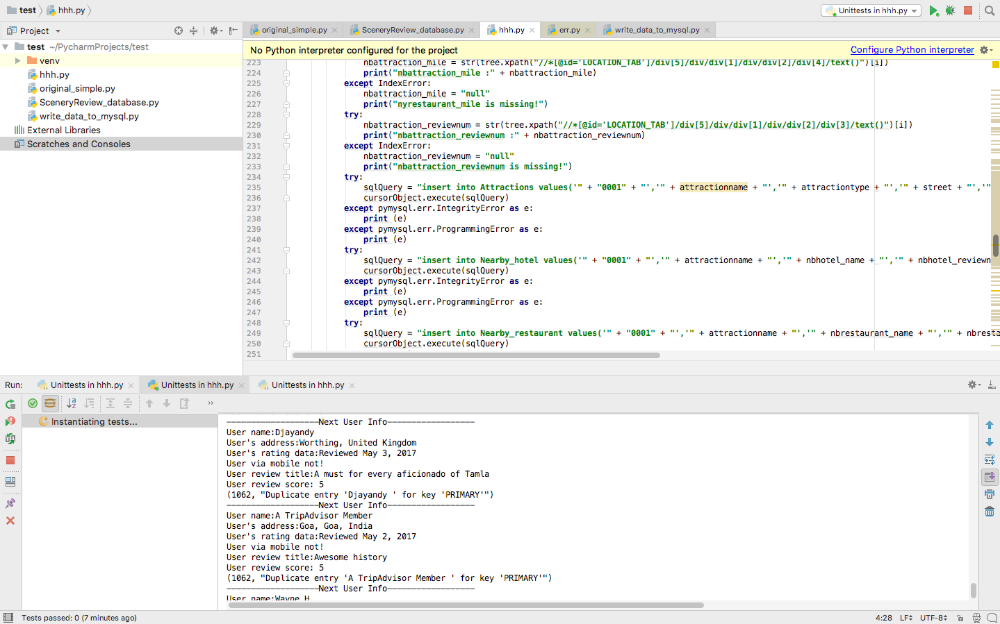 test hhh.py Unittests in hhh.py
Project
original_simple.py SceneryReview_database.py hhh.py err.py write_data_to_mysql.py
test ~/PycharmProjects/test
venv
hhh.py
original_simple.py
SceneryReview_database.py
write_data_to_mysql.py
External Libraries
Scratches and Consoles
No Python interpreter configured for the project Configure Python interpreter
223 nbattraction_mile = str(tree.xpath("//*[@id='LOCATION_TAB']/div[5]/div/div[1]/div/div[2]/div[4]/text()")[i])
224 print("nbattraction_mile :" + nbattraction_mile)
225 except IndexError:
226 nbattraction_mile = "null"
227 print("nyrestaurant_mile is missing!")
228 try:
229 nbattraction_reviewnum = str(tree.xpath("//*[@id='LOCATION_TAB']/div[5]/div/div[1]/div/div[2]/div[3]/text()")[i])
230 print("nbattraction_reviewnum :" + nbattraction_reviewnum)
231 except IndexError:
232 nbattraction_reviewnum = "null"
233 print("nbattraction_reviewnum is missing!")
234 try:
235 sqlQuery = "insert into Attractions values('" + "0001" + "','" + attractionname + "','" + attractiontype + "','" + street + "','"
236 cursorObject.execute(sqlQuery)
237 except pymysql.err.IntegrityError as e:
238 print (e)
239 except pymysql.err.ProgrammingError as e:
240 print (e)
241 try:
242 sqlQuery = "insert into Nearby_hotel values('" + "0001" + "','" + attractionname + "','" + nbhotel_name + "','" + nbhotel_reviewn
243 cursorObject.execute(sqlQuery)
244 except pymysql.err.IntegrityError as e:
245 print (e)
246 except pymysql.err.ProgrammingError as e:
247 print (e)
248 try:
249 sqlQuery = "insert into Nearby_restaurant values('" + "0001" + "','" + attractionname + "','" + nbrestaurant_name + "','" + nbresta
250 cursorObject.execute(sqlQuery)
251
Run: Unittests in hhh.py Unittests in hhh.py Unittests in hhh.py
Instantiating tests...
———————————————————Next User Info——————————————————
User name:Djayandy
User's address:Worthing, United Kingdom
User's rating data:Reviewed May 3, 2017
User via mobile not!
User review title:A must for every aficionado of Tamla
User review score: 5
(1062, "Duplicate entry 'Djayandy ' for key 'PRIMARY'")
———————————————————Next User Info——————————————————
User name:A TripAdvisor Member
User's address:Goa, Goa, India
User's rating data:Reviewed May 2, 2017
User via mobile not!
User review title:Awesome history
User review score: 5
(1062, "Duplicate entry 'A TripAdvisor Member ' for key 'PRIMARY'")
———————————————————Next User Info——————————————————
User name:Wayne H
Tests passed: 0 (7 minutes ago) 4:28 LF UTF-8